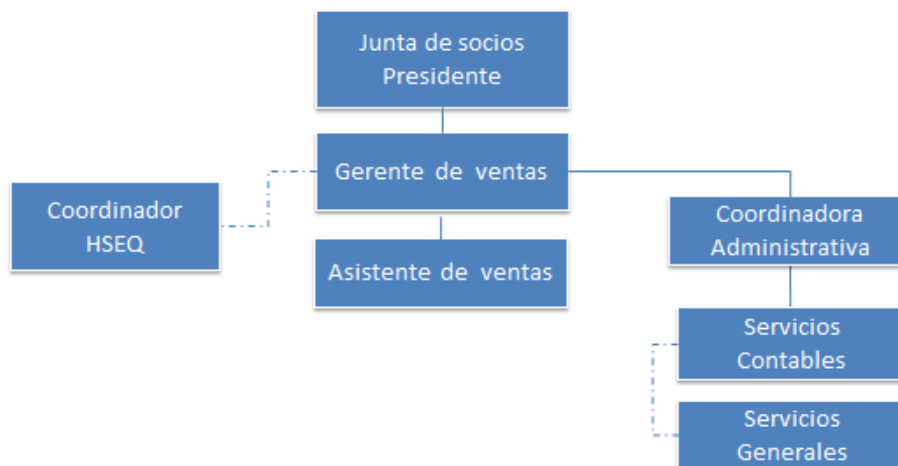 Junta de socios
Presidente
Gerente de ventas
Coordinador
HSEQ
Asistente de ventas
Coordinadora
Administrativa
Servicios
Contables
Servicios
Generales